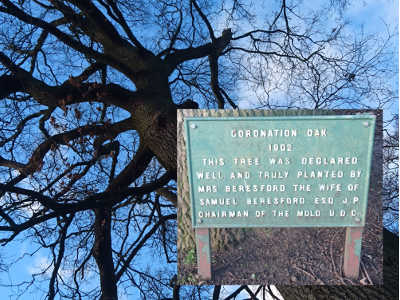 CORONATION OAK
1902
THIS TREE WAS DECLARED
WELL AND TRULY PLANTED BY
MRS BERESFORD THE WIFE OF
SAMUEL BERESFORD ESQ J.P.
CHAIRMAN OF THE MOLD U.D.C.